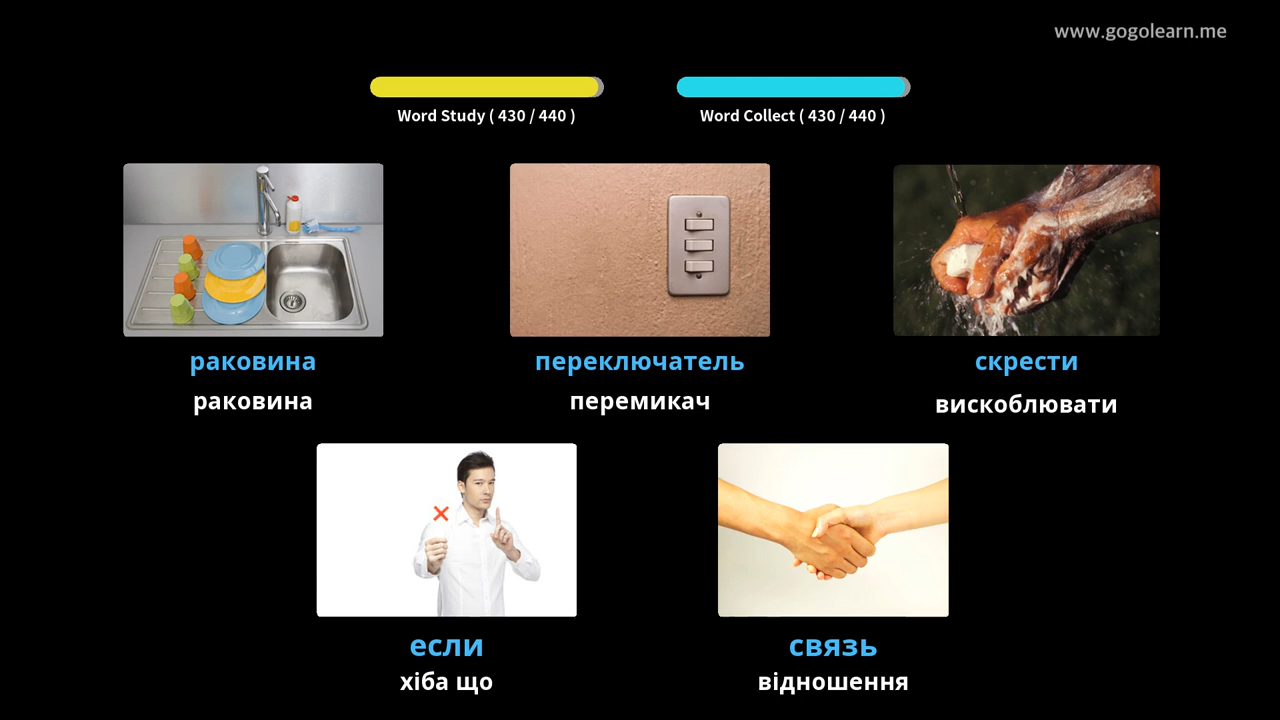 www.gogolearn.me
Word Study ( 430 / 440 )
Word Collect ( 430 / 440 )
раковина
переключатель
скрести
раковина
перемикач
вискоблювати
если
связь
хіба що
відношення